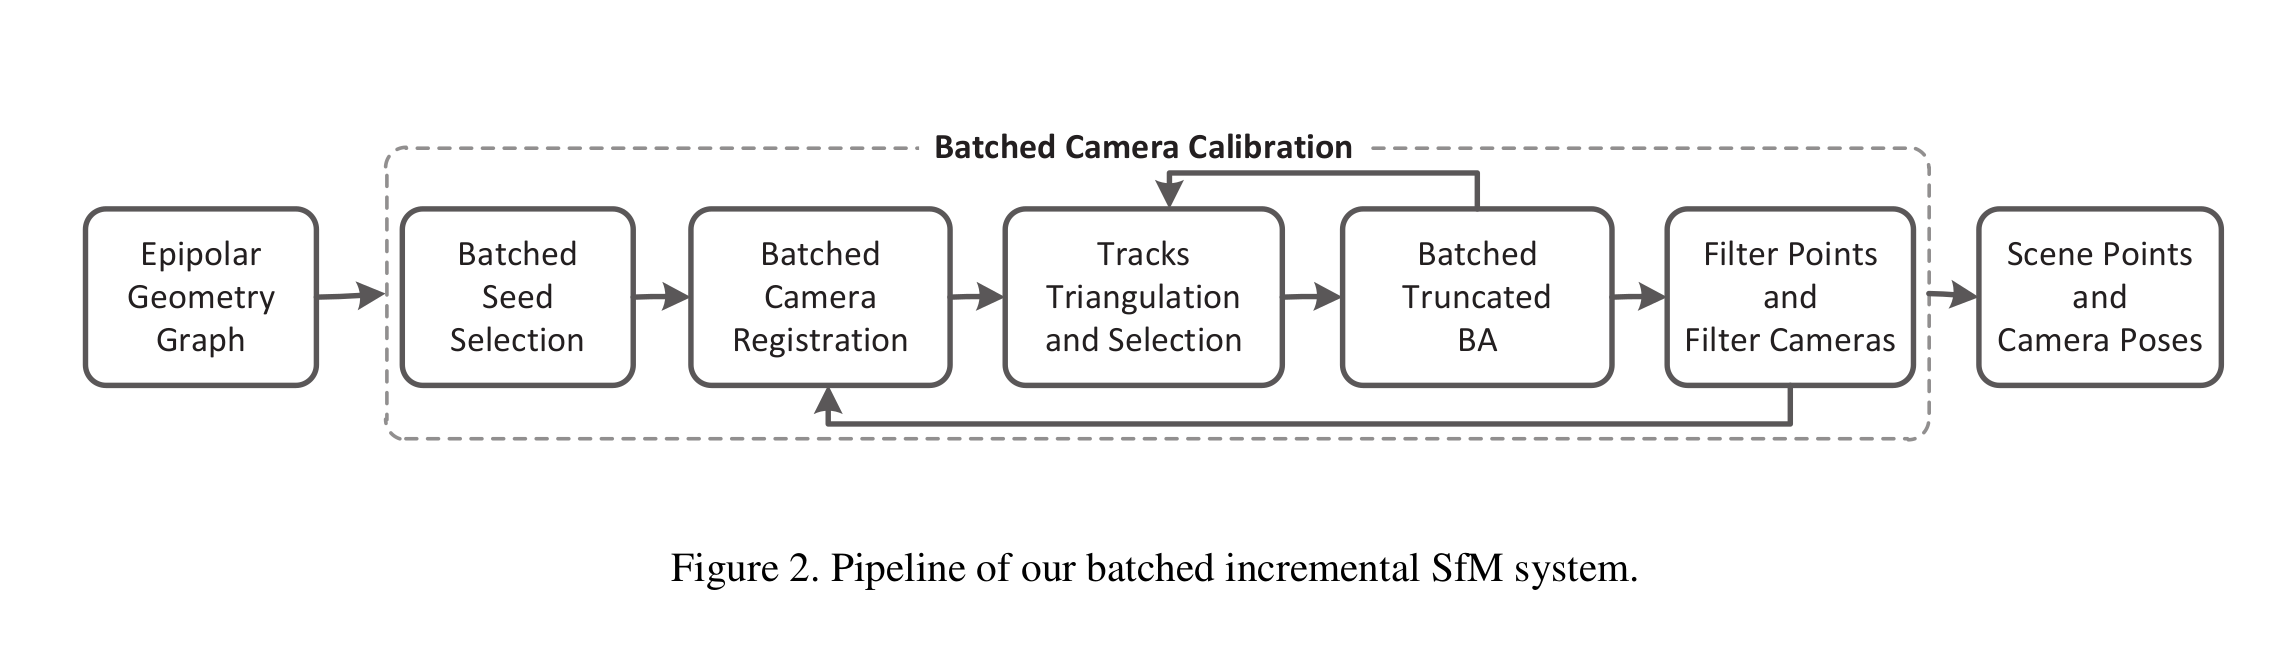 Batched Camera Calibration
Epipolar
Geometry
Graph
Batched
Seed
Selection
Batched
Camera
Registration
Tracks
Triangulation
and Selection
Batched
Truncated
BA
Filter Points
and
Filter Cameras
Scene Points
and
Camera Poses
Figure 2. Pipeline of our batched incremental SfM system.